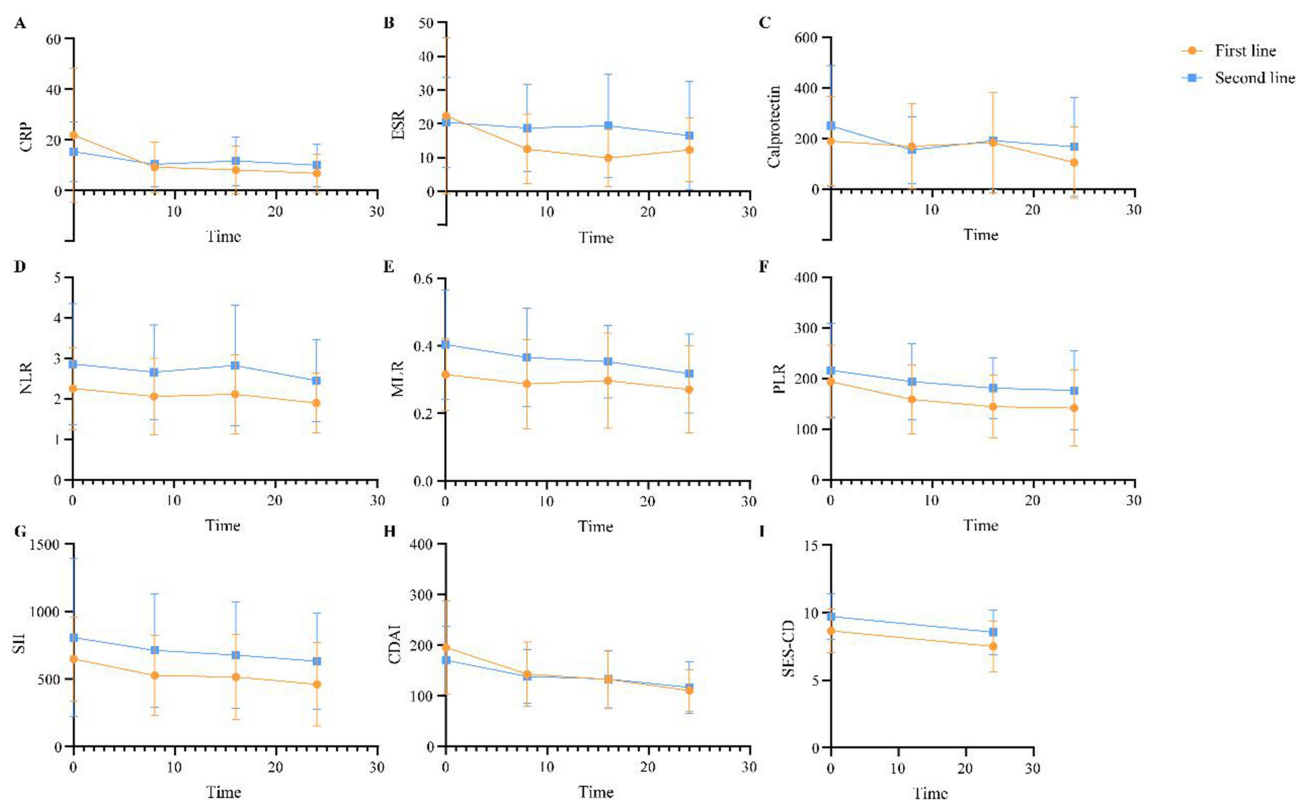 A
CRP
60
40
20
0
10
20
30
Time
B
ESR
50
40
30
20
10
0
10
20
30
Time
C
Calprotectin
600
400
200
0
10
20
30
Time
First line
Second line
D
NLR
5
4
3
2
1
0
0
10
20
30
Time
E
MLR
0.6
0.4
0.2
0.0
0
10
20
30
Time
F
PLR
400
300
200
100
0
0
10
20
30
Time
G
SII
1500
1000
500
0
0
10
20
30
Time
H
CDAI
400
300
200
100
0
0
10
20
30
Time
I
SES-CD
15
10
5
0
0
10
20
30
Time